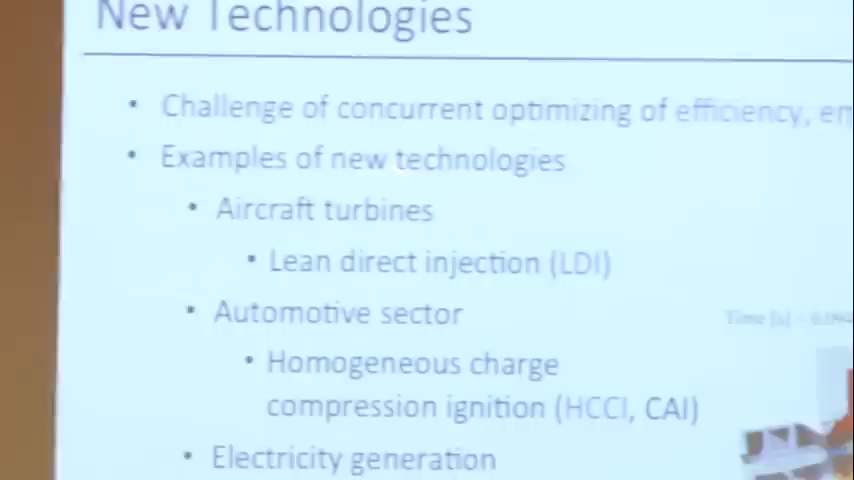 New Technologies
• Challenge of concurrent optimizing of efficiency,
• Examples of new technologies
• Aircraft turbines
• Lean direct injection (LDI)
• Automotive sector
Time [s]
• Homogeneous charge
compression ignition (HCCI, CAI)
• Electricity generation